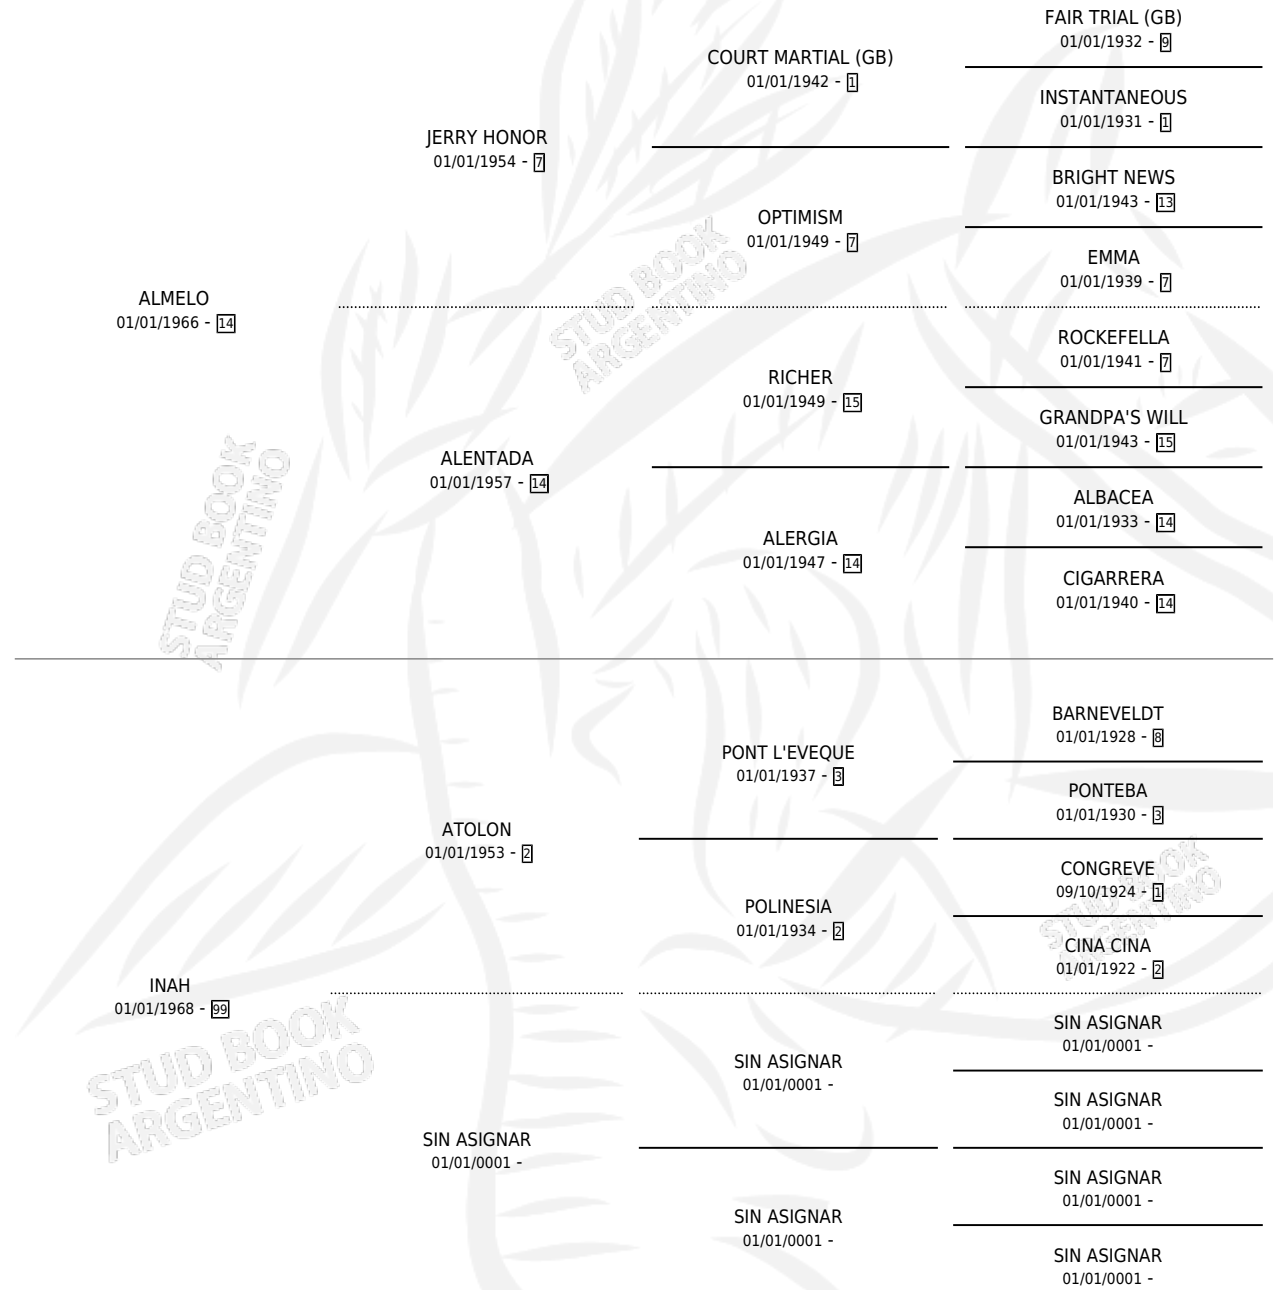 FAIR TRIAL (GB)
01/01/1932 - 9
COURT MARTIAL (GB)
01/01/1942 - 1
INSTANTANEOUS
01/01/1931 - 1
JERRY HONOR
01/01/1954 - 7
BRIGHT NEWS
01/01/1943 - 13
OPTIMISM
01/01/1949 - 7
EMMA
01/01/1939 - 7
ALMELO
01/01/1966 - 14
ROCKEFELLA
01/01/1941 - 7
RICHER
01/01/1949 - 15
GRANDPA'S WILL
01/01/1943 - 15
ALENTADA
01/01/1957 - 14
ALBACEA
01/01/1933 - 14
ALERGIA
01/01/1947 - 14
CIGARRERA
01/01/1940 - 14
STUD BOOK
ARGENTINO
STUD BOOK
ARGENTINO
BARNEVELDT
01/01/1928 - 8
PONT L'EVEQUE
01/01/1937 - 3
PONTEBA
01/01/1930 - 3
ATOLON
01/01/1953 - 2
CONGREVE
09/10/1924 - 1
POLINESIA
01/01/1934 - 2
CINA CINA
01/01/1922 - 2
STUD BOOK
ARGENTINO
INAH
01/01/1968 - 99
SIN ASIGNAR
01/01/0001 -
SIN ASIGNAR
01/01/0001 -
SIN ASIGNAR
01/01/0001 -
SIN ASIGNAR
01/01/0001 -
SIN ASIGNAR
01/01/0001 -
SIN ASIGNAR
01/01/0001 -
SIN ASIGNAR
01/01/0001 -
STUD BOOK
ARGENTINO